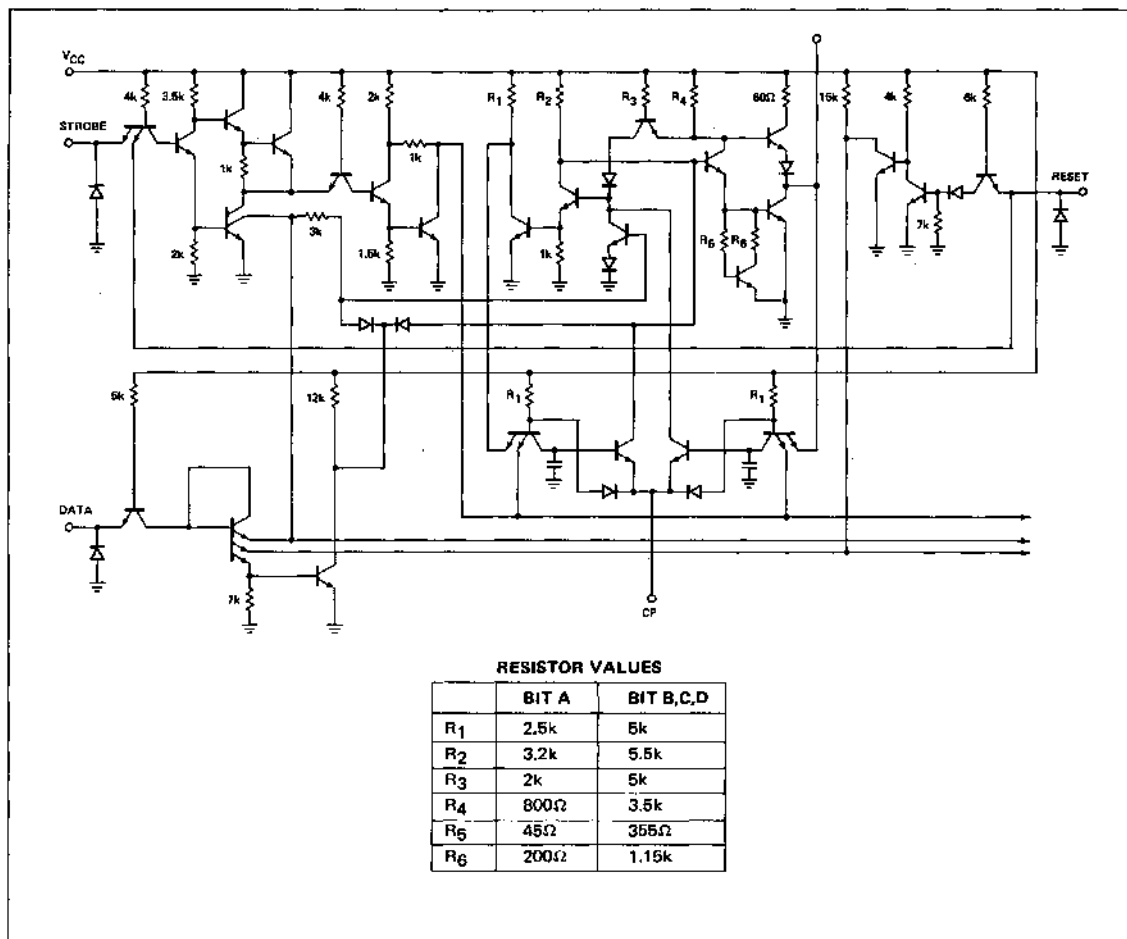 VCC
4k 3.5k 4k 2k R1 R2 R3 R4 60Ω 15k 4k 6k
STROBE
1k
1k
RESET
3k
2k 1.5k 1k R5 R6 7k
5k 12k R1 R1
DATA
7k
CP
RESISTOR VALUES
BIT A BIT B,C,D
R1 2.5k 5k
R2 3.2k 5.5k
R3 2k 5k
R4 800Ω 3.5k
R5 45Ω 355Ω
R6 200Ω 1.15k